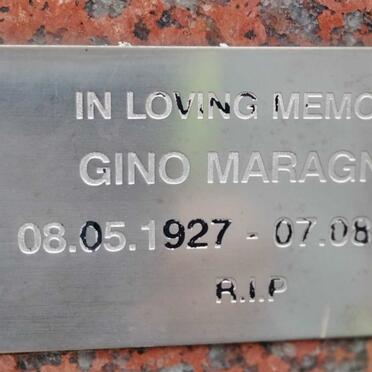 IN LOVING MEMO
GINO MARAGN
08.05.1927 - 07.08
R.I.P